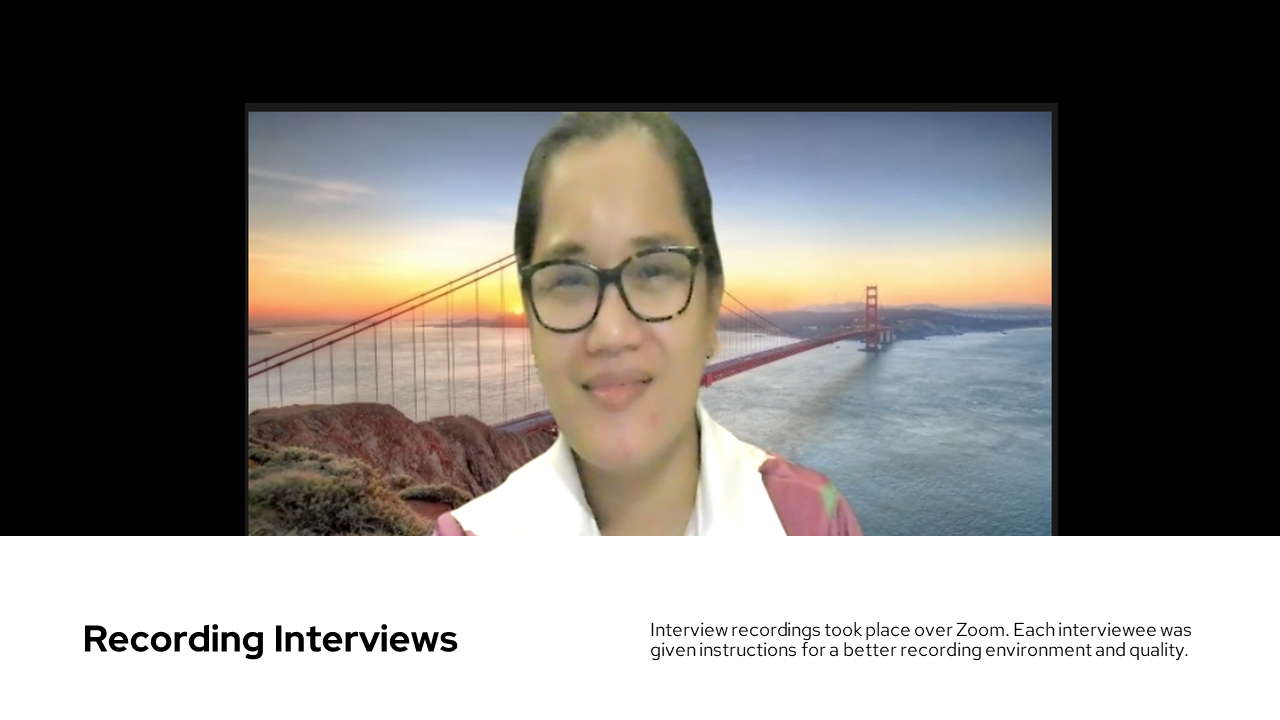 Recording Interviews
Interview recordings took place over Zoom. Each interviewee was
given instructions for a better recording environment and quality.